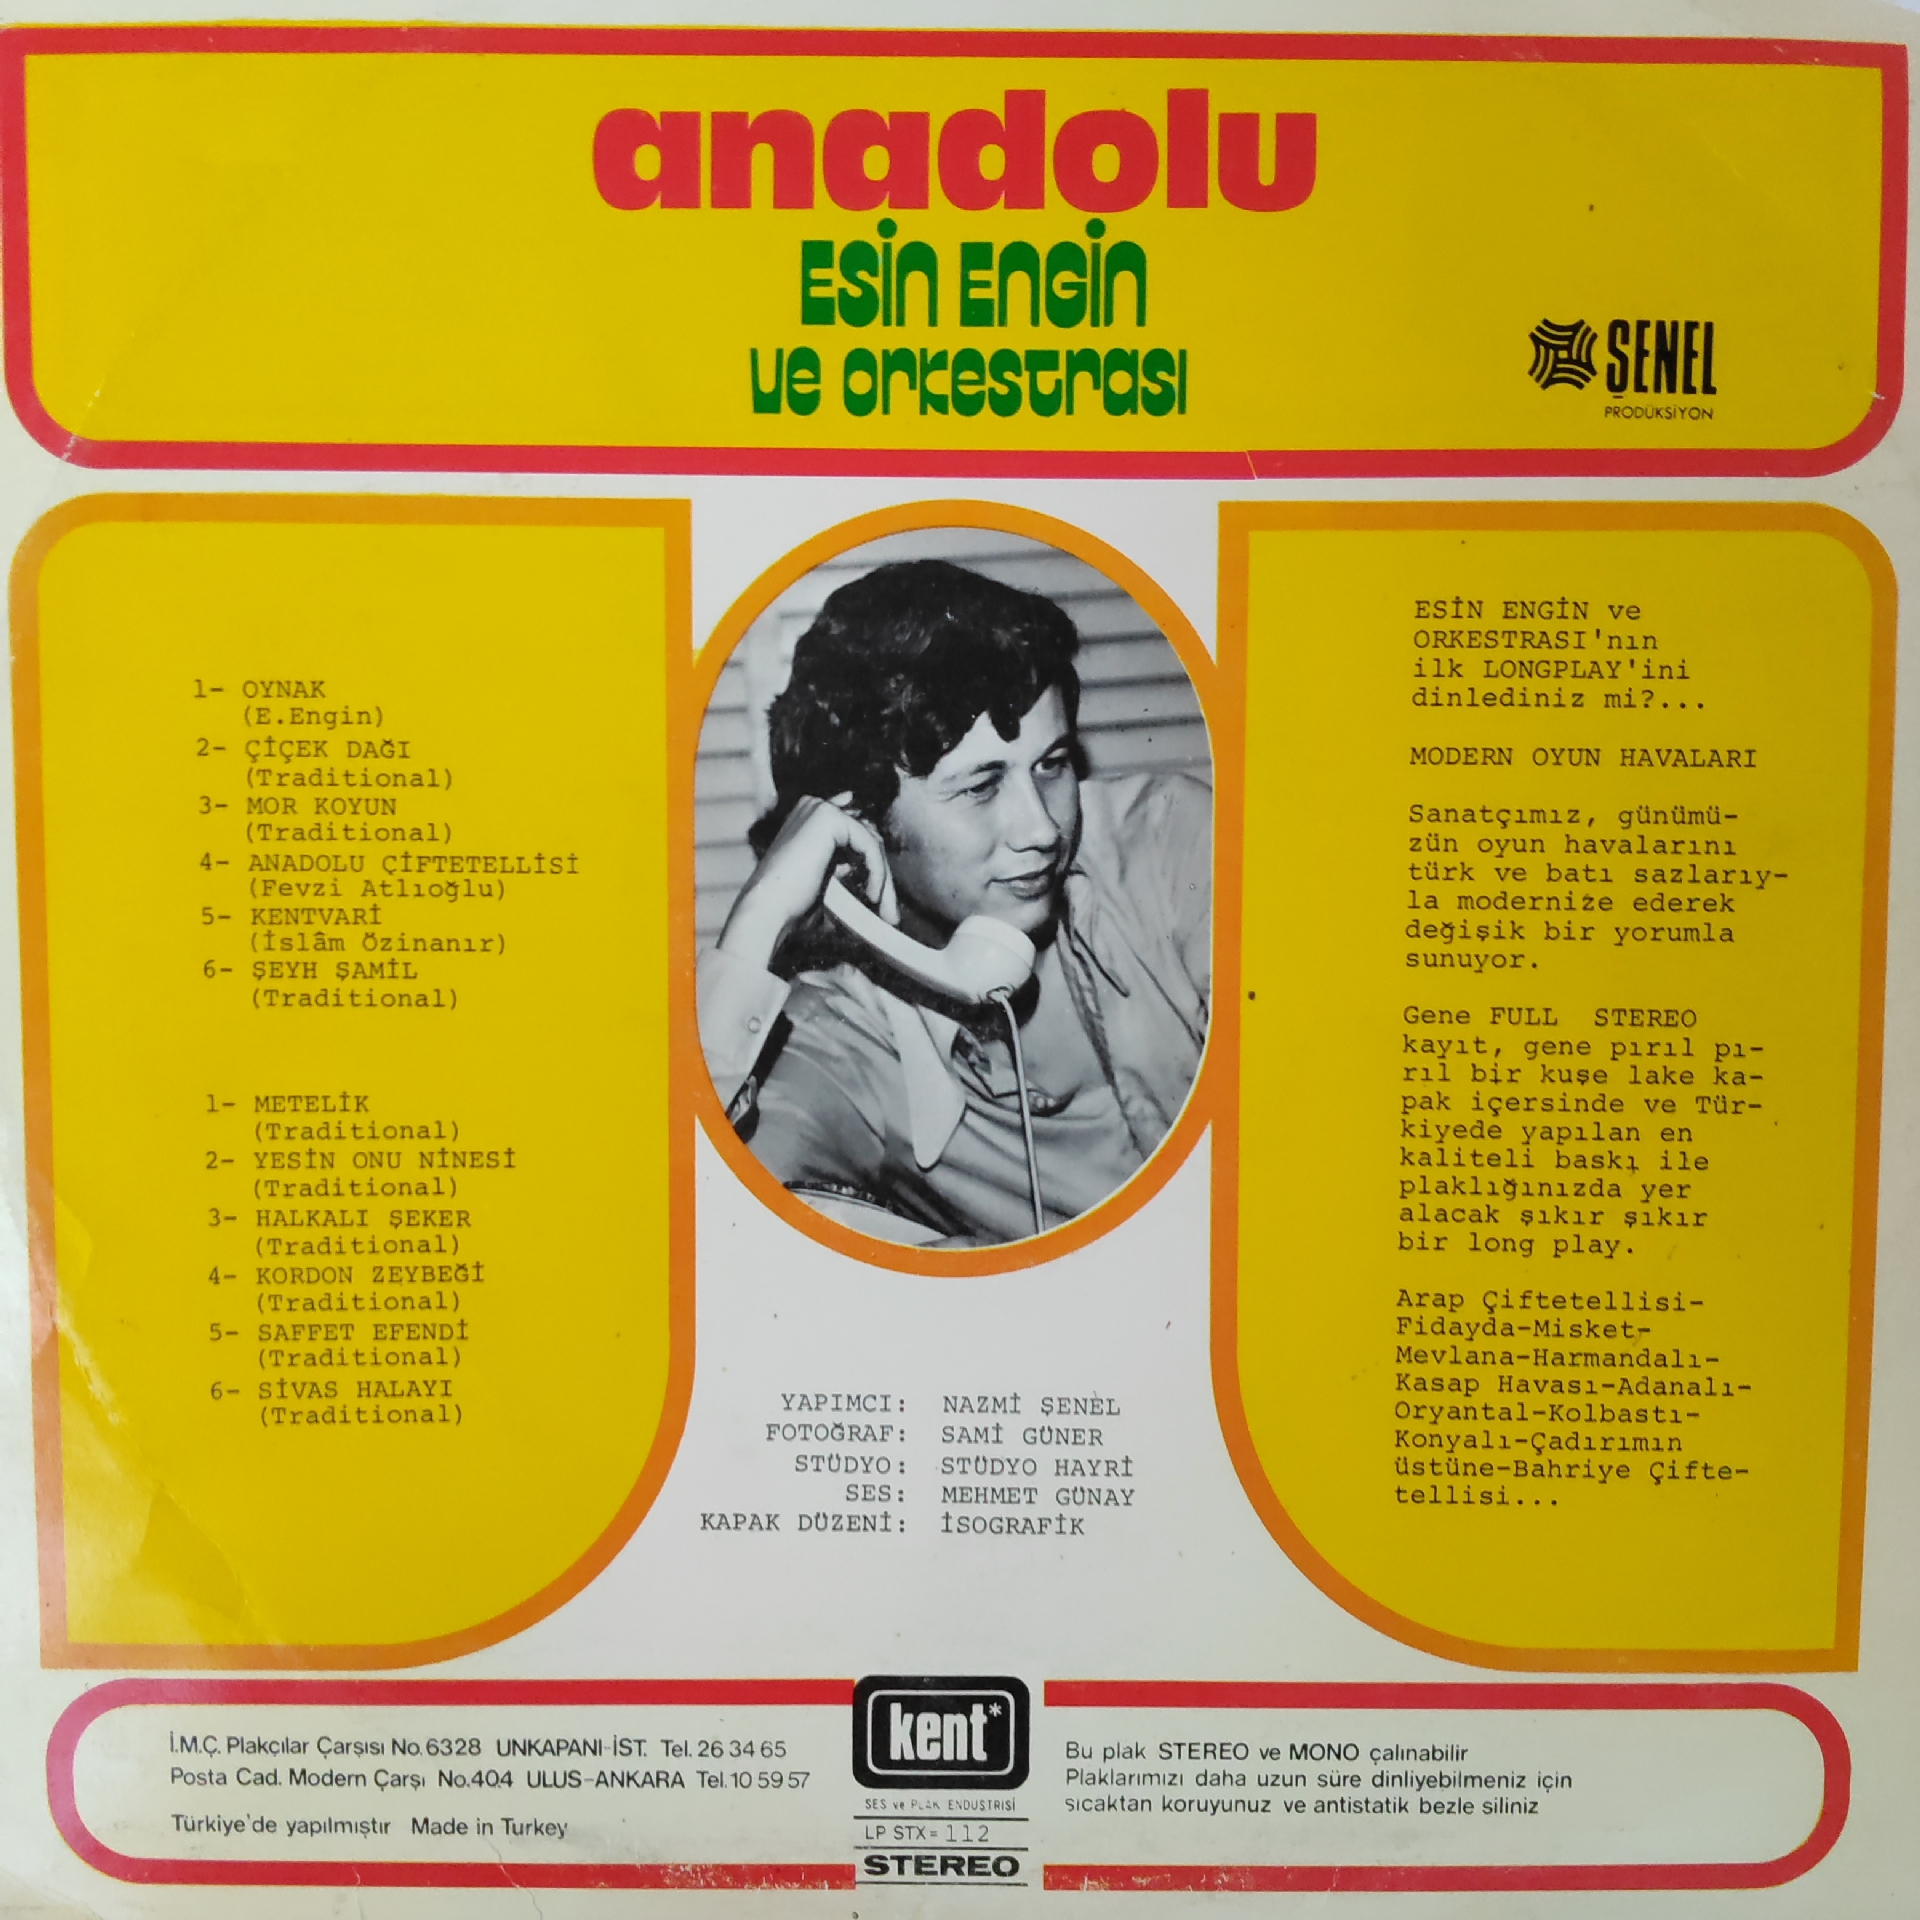 anadolu
ESİN ENGİN
ve orkestrası
ŞENEL
PRODÜKSİYON
1- OYNAK
(E.Engin)
2- ÇİÇEK DAĞI
(Traditional)
3- MOR KOYUN
(Traditional)
4- ANADOLU ÇİFTETELLİSİ
(Fevzi Atlıoğlu)
5- KENTVARİ
(İslâm Özinanır)
6- ŞEYH ŞAMİL
(Traditional)
1- METELİK
(Traditional)
2- YESİN ONU NİNESİ
(Traditional)
3- HALKALI ŞEKER
(Traditional)
4- KORDON ZEYBEĞİ
(Traditional)
5- SAFFET EFENDİ
(Traditional)
6- SİVAS HALAYI
(Traditional)
YAPIMCI: NAZMİ ŞENEL
FOTOĞRAF: SAMİ GÜNER
STÜDYO: STÜDYO HAYRİ
SES: MEHMET GÜNAY
KAPAK DÜZENİ: İSOGRAFİK
ESİN ENGİN ve
ORKESTRASI'nın
ilk LONGPLAY'ini
dinlediniz mi?...
MODERN OYUN HAVALARI
Sanatçımız, günümü-
zün oyun havalarını
türk ve batı sazlarıy-
la modernize ederek
değişik bir yorumla
sunuyor.
Gene FULL STEREO
kayıt, gene pırıl pı-
rıl bir kuşe lake ka-
pak içersinde ve Tür-
kiyede yapılan en
kaliteli baskı ile
plaklığınızda yer
alacak şıkır şıkır
bir long play.
Arap Çiftetellisi-
Fidayda-Misket-
Mevlana-Harmandalı-
Kasap Havası-Adanalı-
Oryantal-Kolbastı-
Konyalı-Çadırımın
üstüne-Bahriye Çifte-
tellisi...
İ.M.Ç. Plakçılar Çarşısı No.6328 UNKAPANI-İST. Tel. 26 34 65
Posta Cad. Modern Çarşı No.404 ULUS-ANKARA Tel. 10 59 57
Türkiye'de yapılmıştır Made in Turkey
kent*
SES ve PLAK ENDUSTRISİ
LP STX= 112
STEREO
Bu plak STEREO ve MONO çalınabilir
Plaklarımızı daha uzun süre dinliyebilmeniz için
sıcaktan koruyunuz ve antistatik bezle siliniz